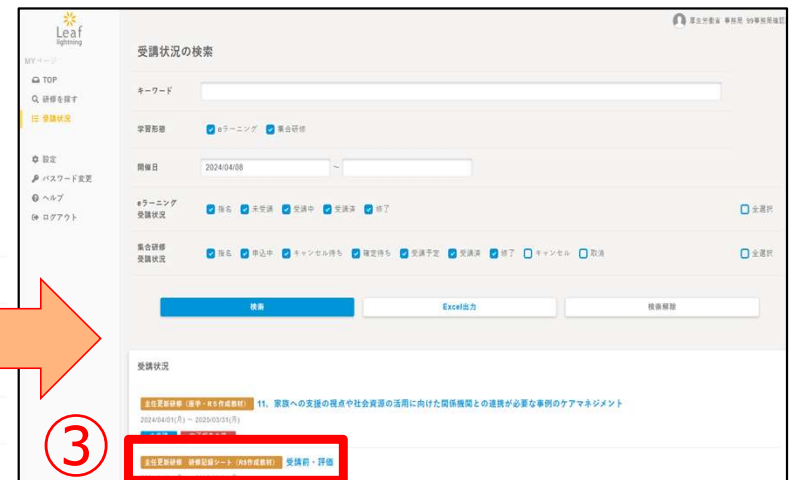 Leaf
lightning
厚生労働省 事務局 99事務局確認
MYページ
TOP
研修を探す
受講状況
設定
パスワード変更
ヘルプ
ログアウト
受講状況の検索
キーワード
学習形態 eラーニング 集合研修
開催日 2024/04/08 ～
eラーニング
受講状況
指名 未受講 受講中 受講済 修了 全選択
集合研修
受講状況
指名 申込中 キャンセル待ち 確定待ち 受講予定 受講済 修了 キャンセル 取消 全選択
検索 Excel出力 検索解除
受講状況
主任更新研修（座学・RS作成教材） 11．家族への支援の視点や社会資源の活用に向けた関係機関との連携が必要な事例のケアマネジメント
2024/04/01(月) ～ 2025/03/31(月)
③
主任更新研修 研修記録シート（RS作成教材） 受講前・評価